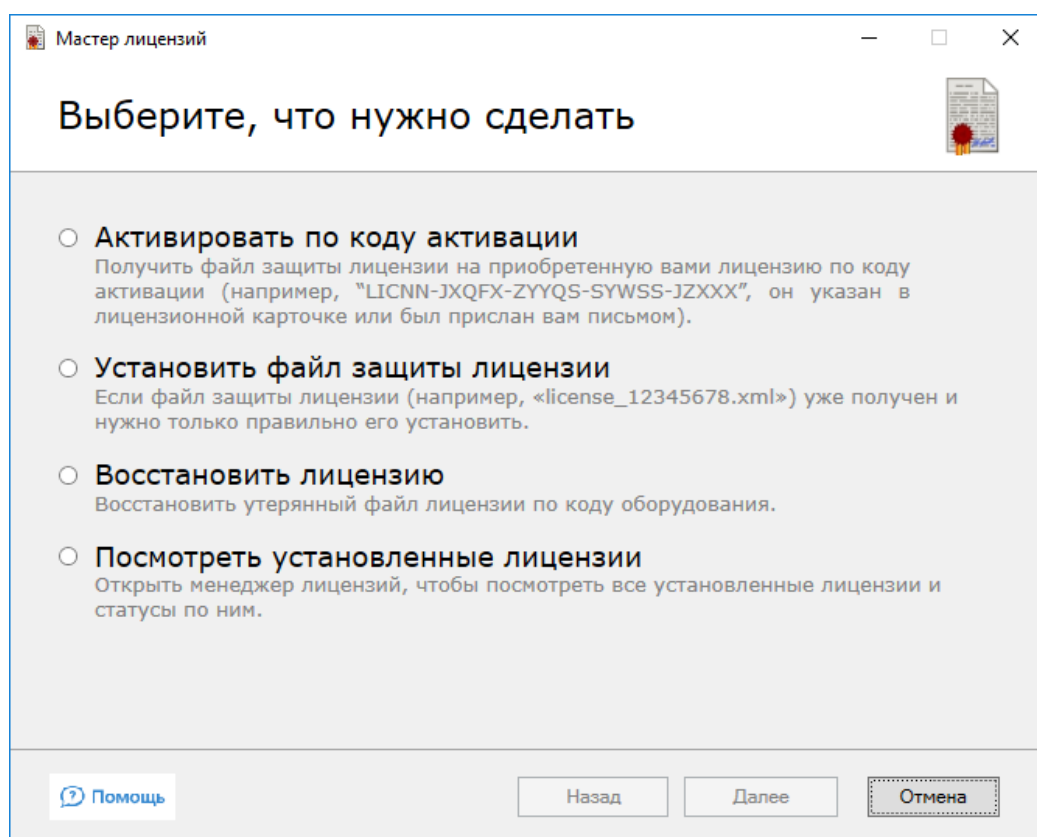 Мастер лицензий
Выберите, что нужно сделать
Активировать по коду активации
Получить файл защиты лицензии на приобретенную вами лицензию по коду
активации (например, “LICNN-JXQFX-ZYYQS-SYWSS-JZXXX”, он указан в
лицензионной карточке или был прислан вам письмом).
Установить файл защиты лицензии
Если файл защиты лицензии (например, «license_12345678.xml») уже получен и
нужно только правильно его установить.
Восстановить лицензию
Восстановить утерянный файл лицензии по коду оборудования.
Посмотреть установленные лицензии
Открыть менеджер лицензий, чтобы посмотреть все установленные лицензии и
статусы по ним.
Помощь
Назад
Далее
Отмена